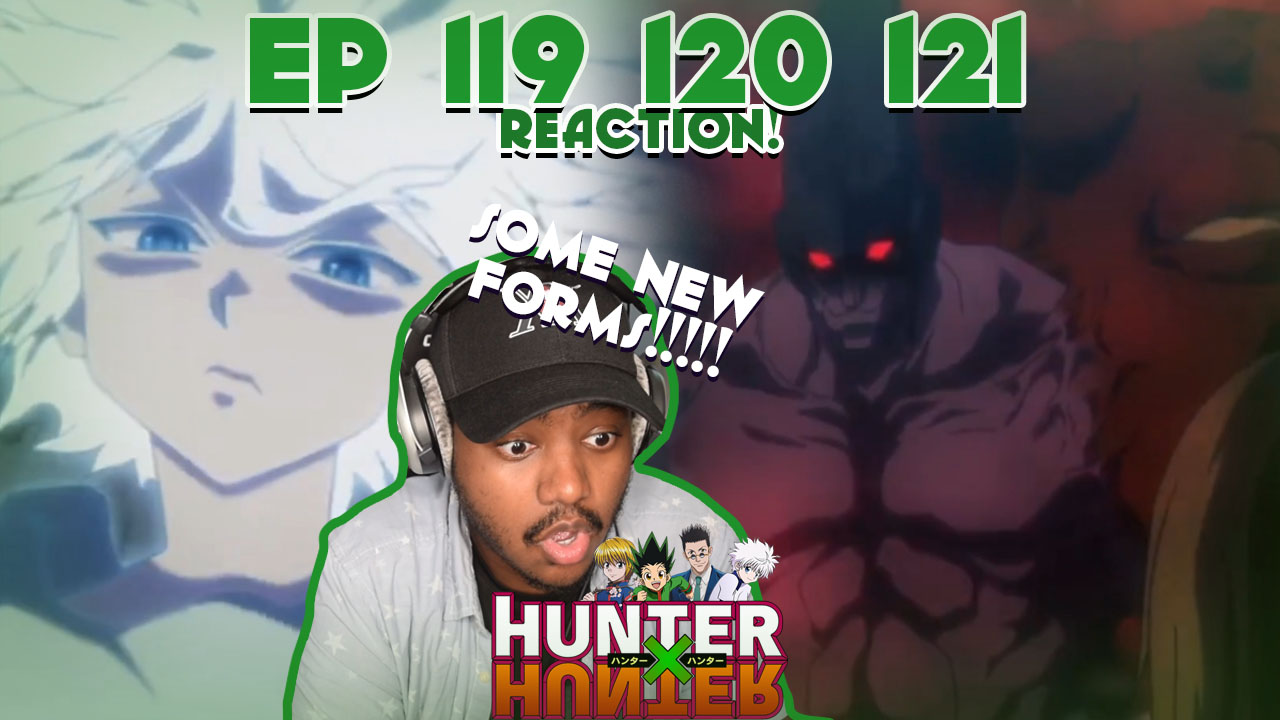 EP 119 120 121
REACTION!
SOME NEW
FORMS!!!!!
HUNTER
ハンター X ハンター
HUNTER